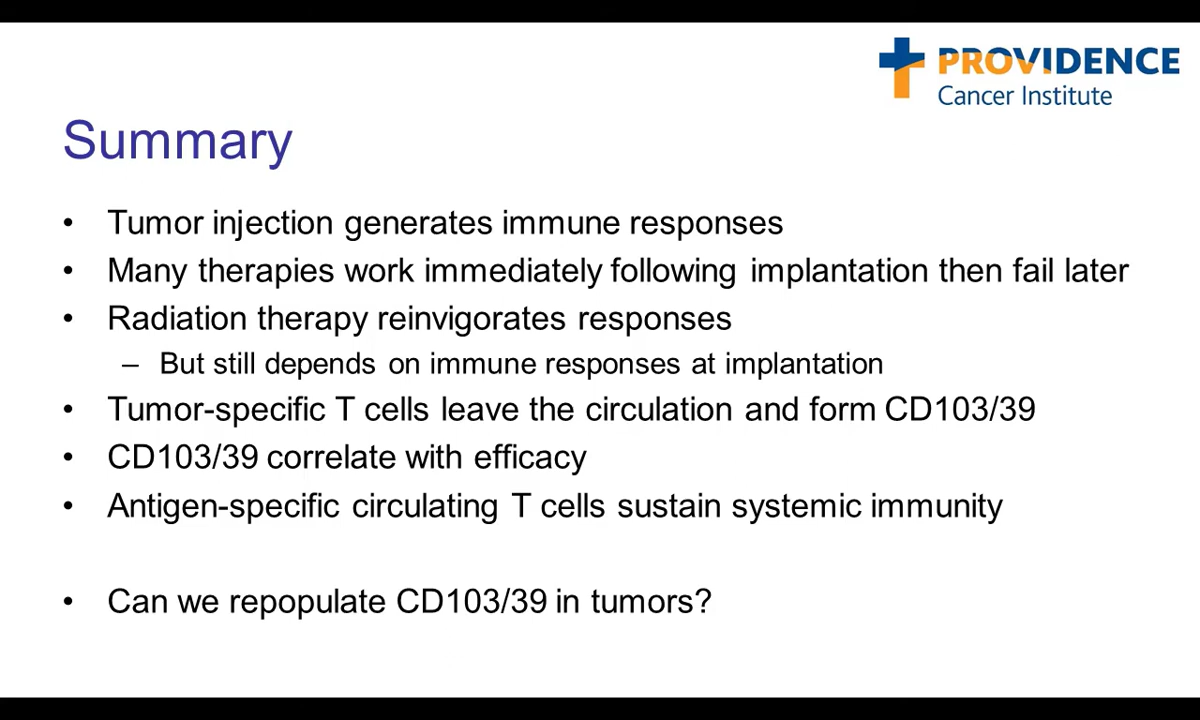 PROVIDENCE
Cancer Institute
Summary
• Tumor injection generates immune responses
• Many therapies work immediately following implantation then fail later
• Radiation therapy reinvigorates responses
– But still depends on immune responses at implantation
• Tumor-specific T cells leave the circulation and form CD103/39
• CD103/39 correlate with efficacy
• Antigen-specific circulating T cells sustain systemic immunity
• Can we repopulate CD103/39 in tumors?